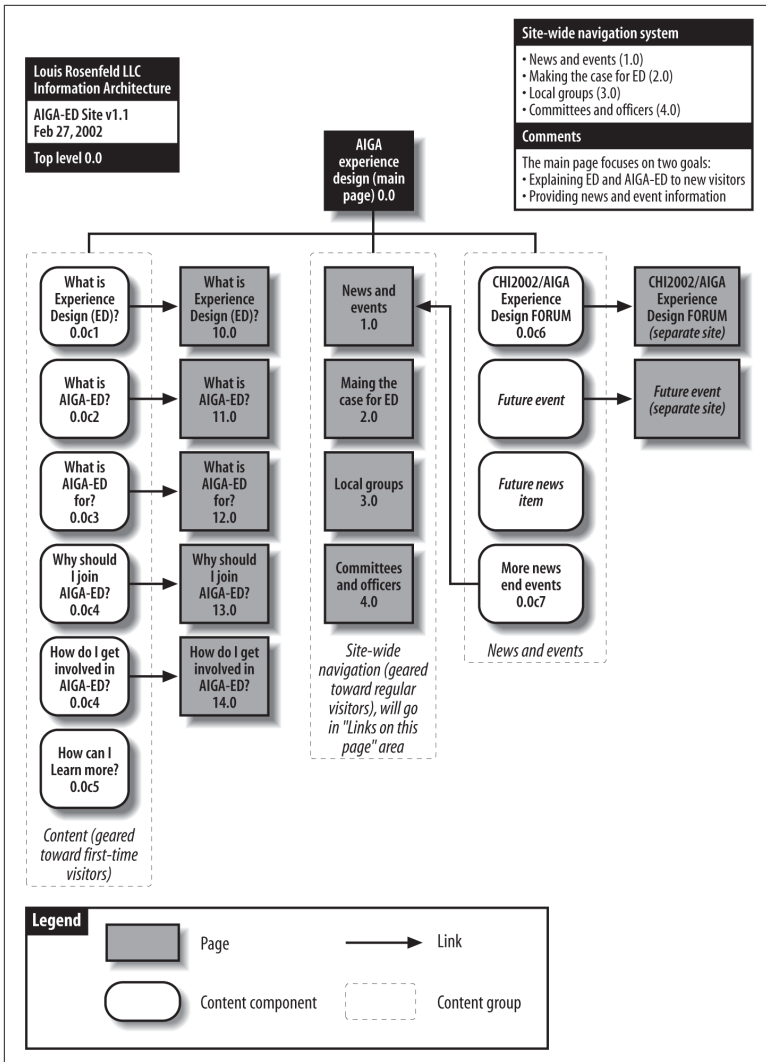 Louis Rosenfeld LLC
Information Architecture
AIGA-ED Site v1.1
Feb 27, 2002
Top level 0.0
Site-wide navigation system
• News and events (1.0)
• Making the case for ED (2.0)
• Local groups (3.0)
• Committees and officers (4.0)
Comments
The main page focuses on two goals:
• Explaining ED and AIGA-ED to new visitors
• Providing news and event information
AIGA
experience
design (main
page) 0.0
What is
Experience
Design (ED)?
0.0c1
What is
AIGA-ED?
0.0c2
What is
AIGA-ED
for?
0.0c3
Why should
I join
AIGA-ED?
0.0c4
How do I get
involved in
AIGA-ED?
0.0c4
How can I
Learn more?
0.0c5
Content (geared
toward first-time
visitors)
What is
Experience
Design (ED)?
10.0
What is
AIGA-ED?
11.0
What is
AIGA-ED
for?
12.0
Why should
I join
AIGA-ED?
13.0
How do I get
involved in
AIGA-ED?
14.0
News and
events
1.0
Maing the
case for ED
2.0
Local groups
3.0
Committees
and officers
4.0
Site-wide
navigation (geared
toward regular
visitors), will go
in "Links on this
page" area
CHI2002/AIGA
Experience
Design FORUM
0.0c6
Future event
Future news
item
More news
end events
0.0c7
News and events
CHI2002/AIGA
Experience
Design FORUM
(separate site)
Future event
(separate site)
Legend
Page
Link
Content component
Content group